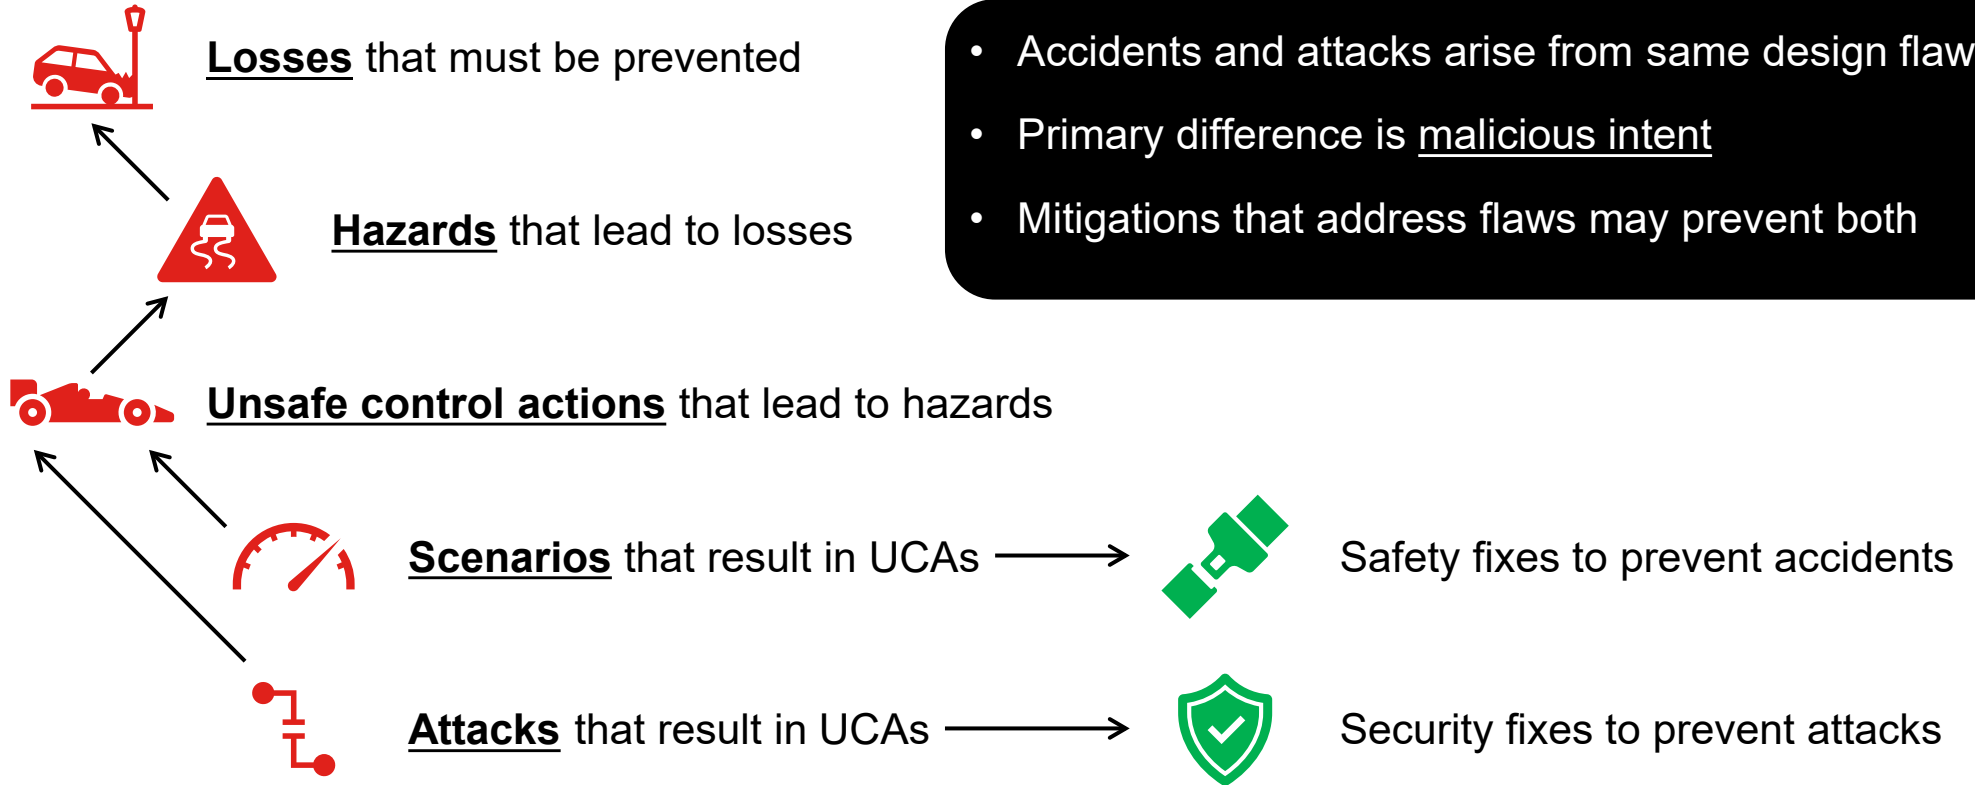 Losses that must be prevented
• Accidents and attacks arise from same design flaw
• Primary difference is malicious intent
• Mitigations that address flaws may prevent both
Hazards that lead to losses
Unsafe control actions that lead to hazards
Scenarios that result in UCAs
Safety fixes to prevent accidents
Attacks that result in UCAs
Security fixes to prevent attacks